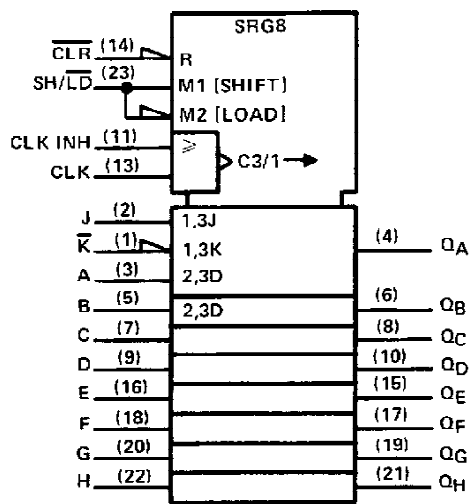 SRG8
C̅L̅R̅ (14) R
SH/L̅D̅ (23) M1 [SHIFT]
M2 [LOAD]
CLK INH (11) ≥
CLK (13) C3/1
J (2) 1,3J
K̅ (1) 1,3K (4) QA
A (3) 2,3D
B (5) 2,3D (6) QB
C (7) (8) QC
D (9) (10) QD
E (16) (15) QE
F (18) (17) QF
G (20) (19) QG
H (22) (21) QH